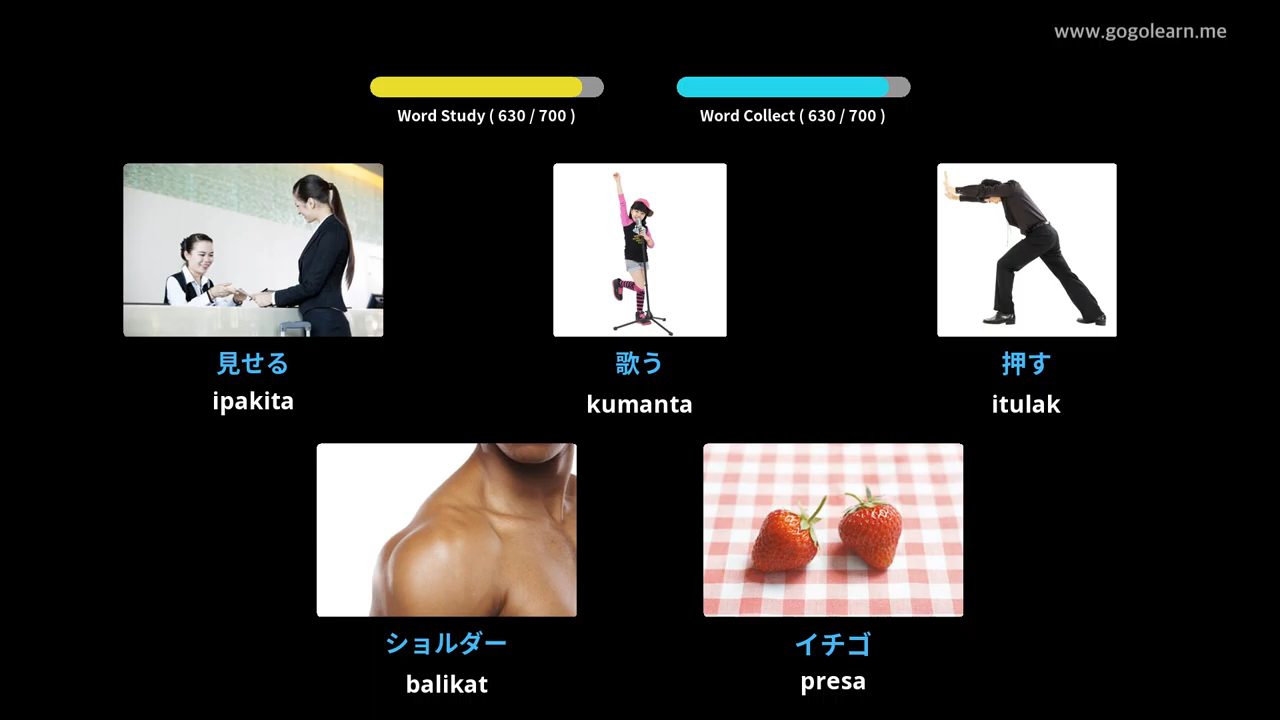 www.gogolearn.me
Word Study ( 630 / 700 )
Word Collect ( 630 / 700 )
見せる
ipakita
歌う
kumanta
押す
itulak
ショルダー
balikat
イチゴ
presa